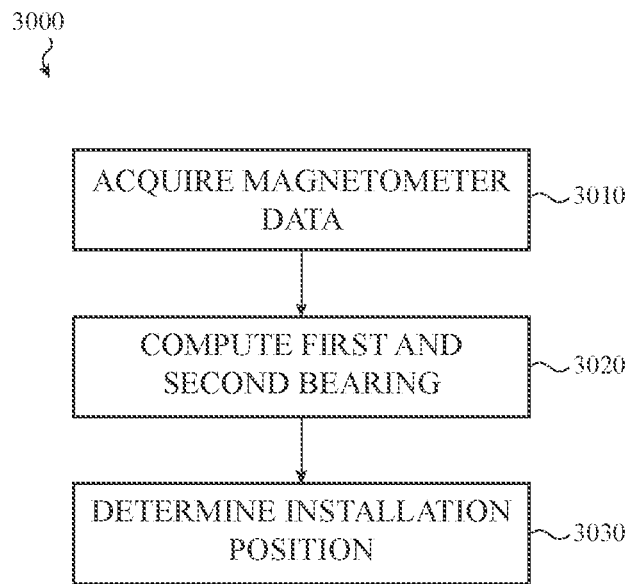 3000
ACQUIRE MAGNETOMETER
DATA
3010
COMPUTE FIRST AND
SECOND BEARING
3020
DETERMINE INSTALLATION
POSITION
3030